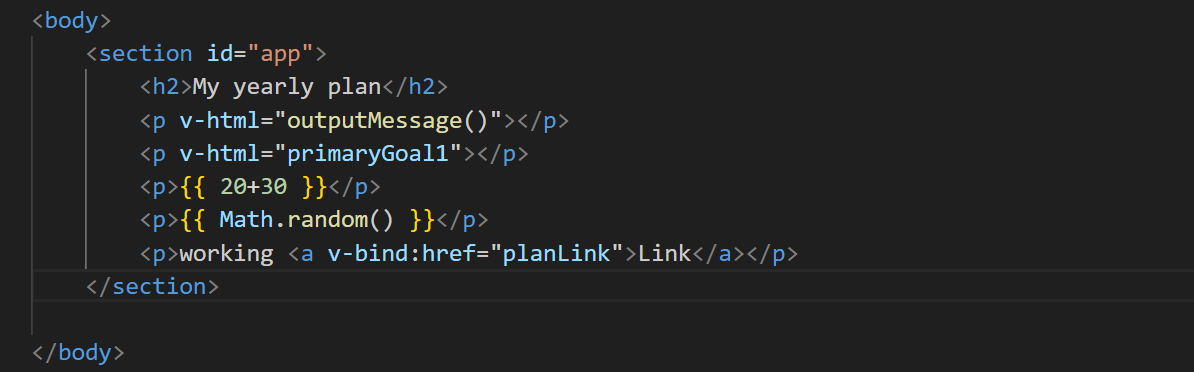 <body>
<section id="app">
<h2>My yearly plan</h2>
<p v-html="outputMessage()"></p>
<p v-html="primaryGoal1"></p>
<p>{{ 20+30 }}</p>
<p>{{ Math.random() }}</p>
<p>working <a v-bind:href="planLink">Link</a></p>
</section>
</body>